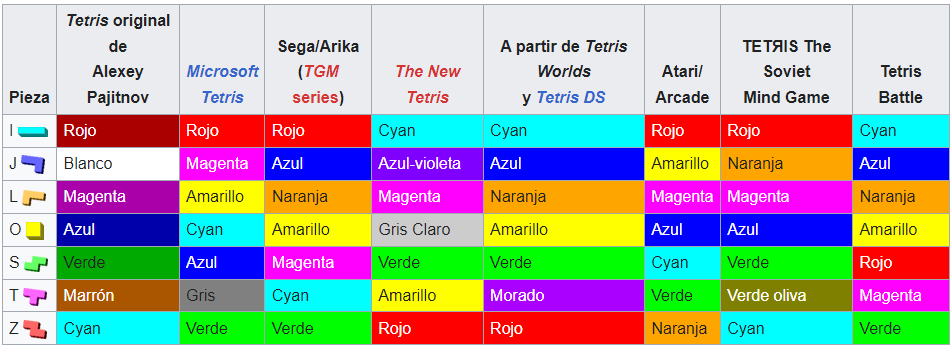 Pieza Tetris original de Alexey Pajitnov Microsoft Tetris Sega/Arika (TGM series) The New Tetris A partir de Tetris Worlds y Tetris DS Atari/ Arcade TETЯIS The Soviet Mind Game Tetris Battle
I Rojo Rojo Rojo Cyan Cyan Rojo Rojo Cyan
J Blanco Magenta Azul Azul-violeta Azul Amarillo Naranja Azul
L Magenta Amarillo Naranja Magenta Naranja Magenta Magenta Naranja
O Azul Cyan Amarillo Gris Claro Amarillo Azul Azul Amarillo
S Verde Azul Magenta Verde Verde Cyan Verde Rojo
T Marrón Gris Cyan Amarillo Morado Verde Verde oliva Magenta
Z Cyan Verde Verde Rojo Rojo Naranja Cyan Verde